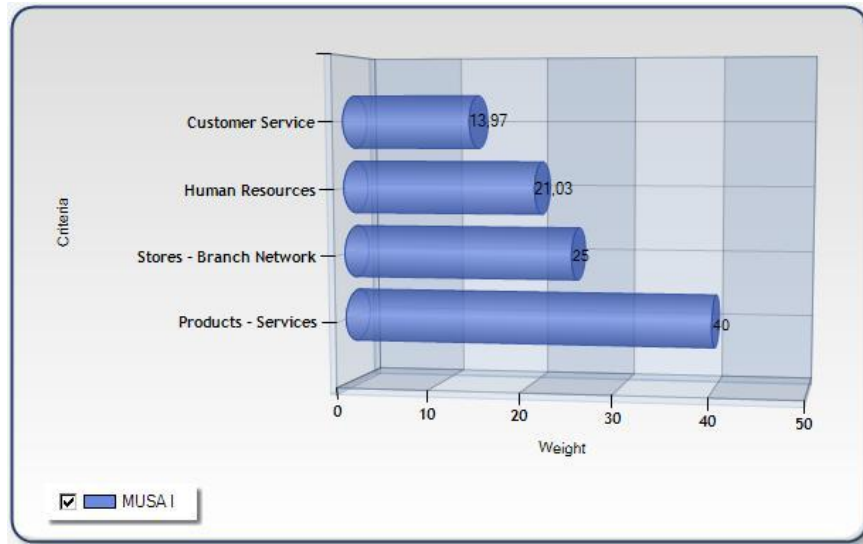 Customer Service
13,97
Human Resources
21,03
Criteria
Stores - Branch Network
25
Products - Services
40
0 10 20 30 40 50
Weight
MUSA I